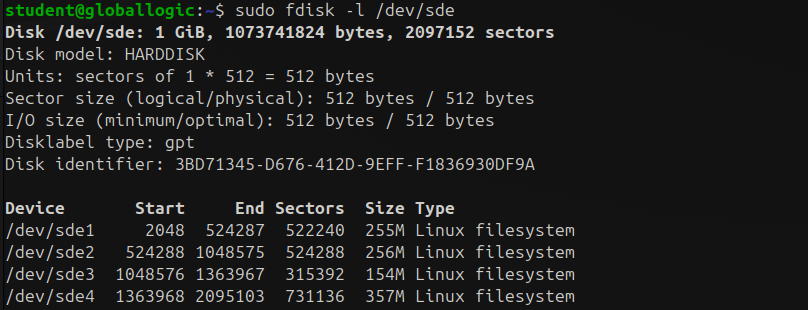 student@globallogic:~$ sudo fdisk -l /dev/sde
Disk /dev/sde: 1 GiB, 1073741824 bytes, 2097152 sectors
Disk model: HARDDISK
Units: sectors of 1 * 512 = 512 bytes
Sector size (logical/physical): 512 bytes / 512 bytes
I/O size (minimum/optimal): 512 bytes / 512 bytes
Disklabel type: gpt
Disk identifier: 3BD71345-D676-412D-9EFF-F1836930DF9A

Device       Start     End Sectors  Size Type
/dev/sde1     2048  524287  522240  255M Linux filesystem
/dev/sde2   524288 1048575  524288  256M Linux filesystem
/dev/sde3  1048576 1363967  315392  154M Linux filesystem
/dev/sde4  1363968 2095103  731136  357M Linux filesystem